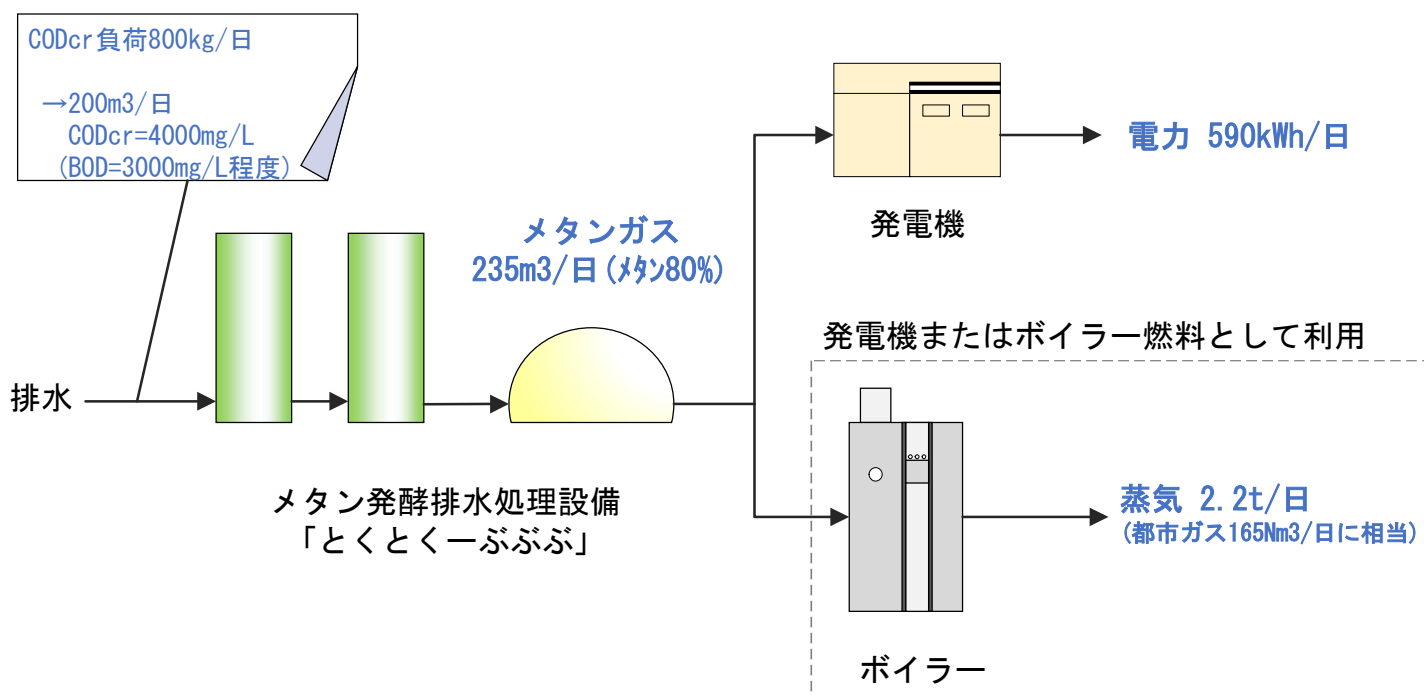 CODcr負荷800kg/日
→200m3/日
CODcr=4000mg/L
(BOD=3000mg/L程度)
電力 590kWh/日
発電機
メタンガス
235m3/日(ﾒﾀﾝ80%)
発電機またはボイラー燃料として利用
排水
メタン発酵排水処理設備
「とくとくーぶぶぶ」
蒸気 2.2t/日
(都市ガス165Nm3/日に相当)
ボイラー